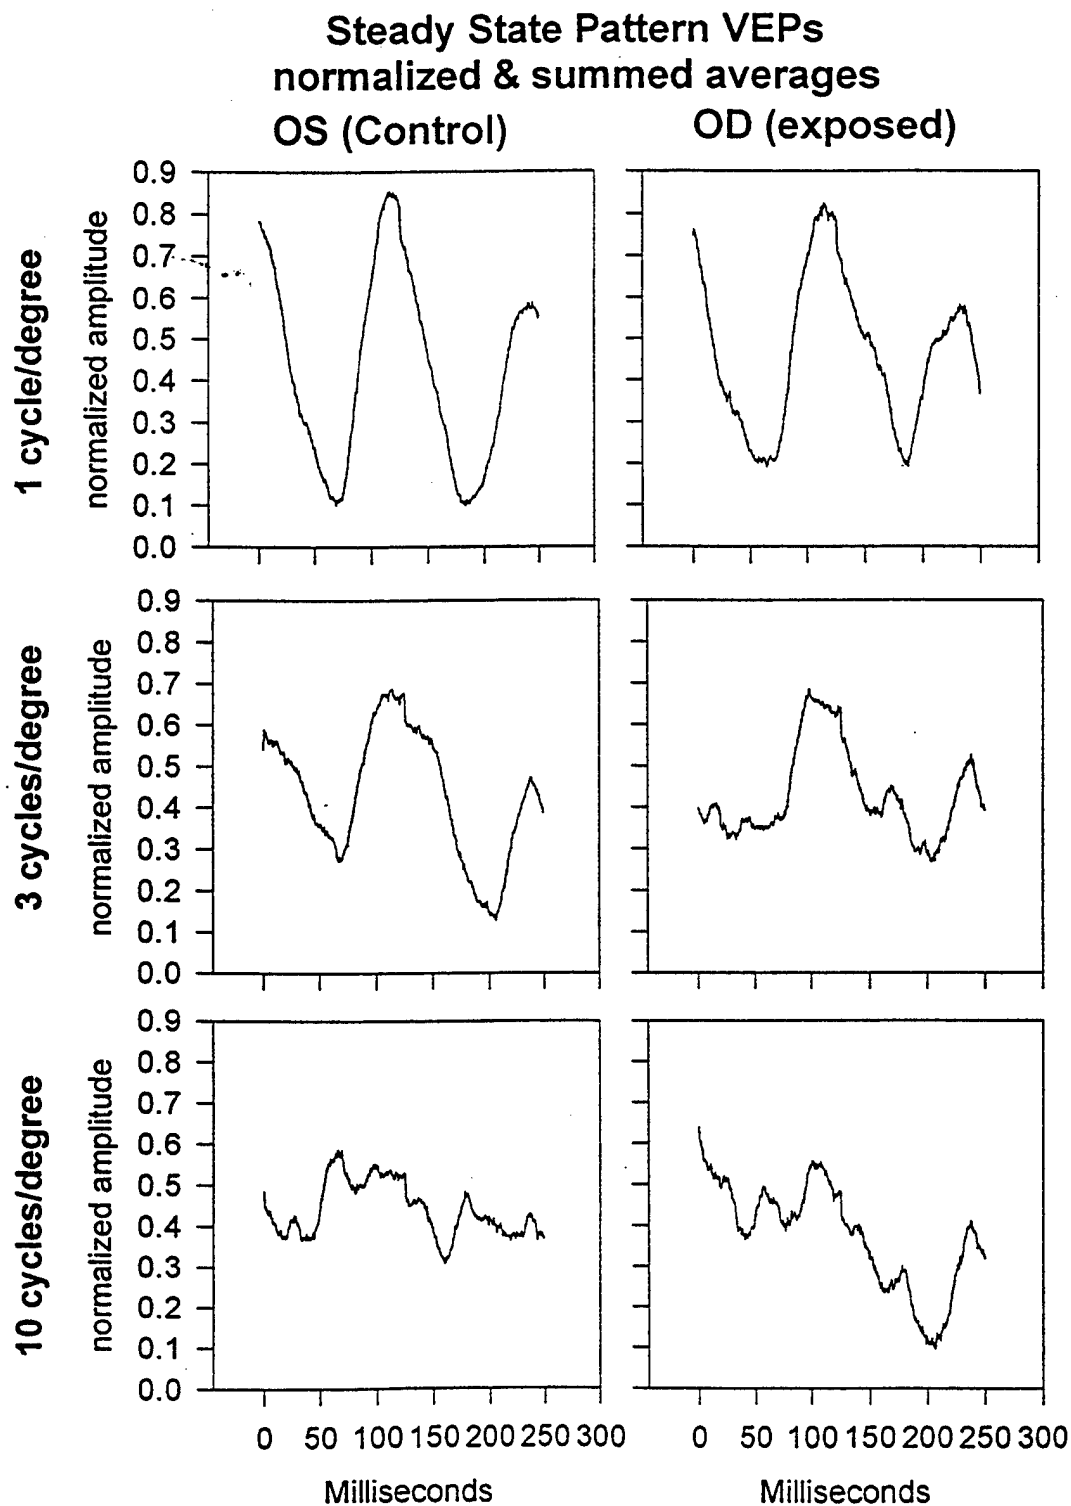 Steady State Pattern VEPs
normalized & summed averages
OS (Control)
OD (exposed)
1 cycle/degree
normalized amplitude
0.9
0.8
0.7
0.6
0.5
0.4
0.3
0.2
0.1
0.0
3 cycles/degree
normalized amplitude
0.9
0.8
0.7
0.6
0.5
0.4
0.3
0.2
0.1
0.0
10 cycles/degree
normalized amplitude
0.9
0.8
0.7
0.6
0.5
0.4
0.3
0.2
0.1
0.0
0 50 100 150 200 250 300
0 50 100 150 200 250 300
Milliseconds
Milliseconds